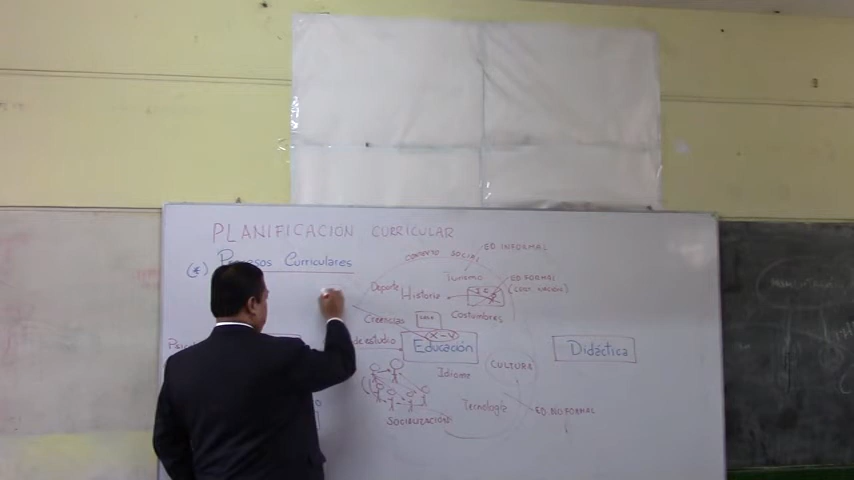 PLANIFICACIÓN CURRICULAR
(*) Procesos Curriculares
CONTEXTO SOCIAL
ED INFORMAL
Turismo
Deporte
Historia
ED FORMAL
Creencias
Costumbres
de estudio
Educación
Didáctica
CULTURA
Idioma
Tecnología
SOCIALIZACIÓN
ED NO FORMAL